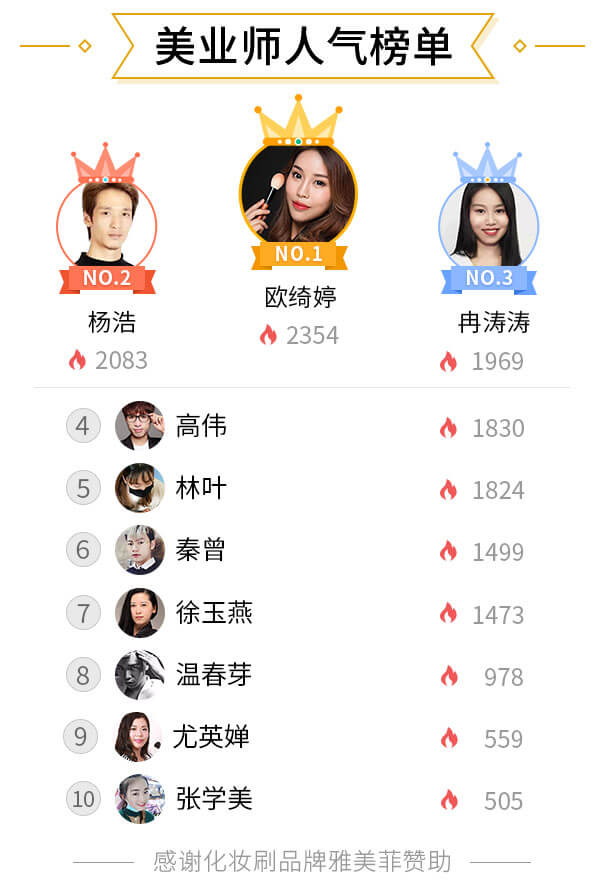 美业师人气榜单
NO.1
欧绮婷
2354
NO.2
杨浩
2083
NO.3
冉涛涛
1969
4 高伟 1830
5 林叶 1824
6 秦曾 1499
7 徐玉燕 1473
8 温春芽 978
9 尤英婵 559
10 张学美 505
感谢化妆刷品牌雅美菲赞助